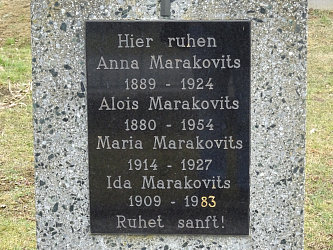 Hier ruhen
Anna Marakovits
1889 - 1924
Alois Marakovits
1880 - 1954
Maria Marakovits
1914 - 1927
Ida Marakovits
1909 - 1983
Ruhet sanft!